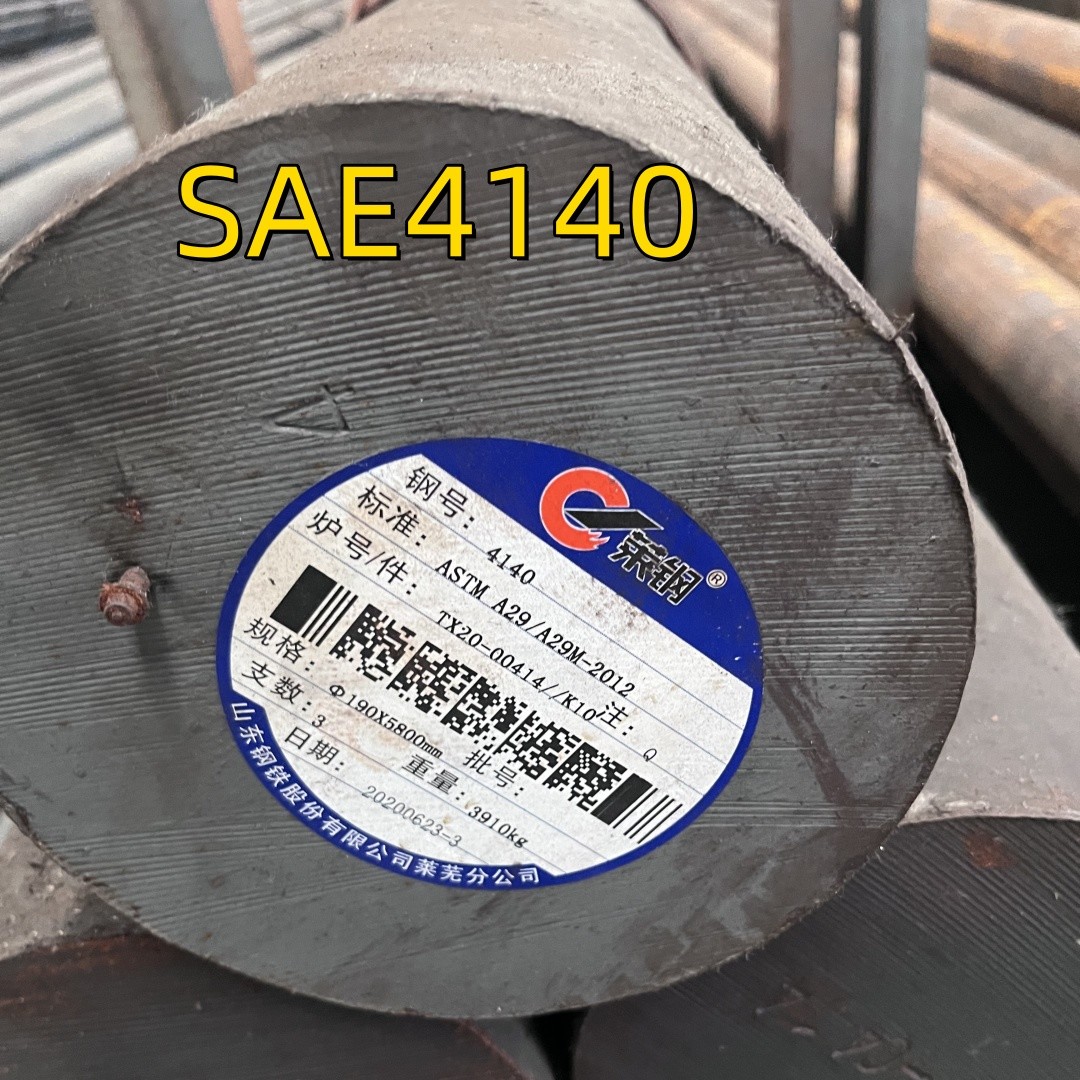 SAE4140
莱钢®
钢号: 4140
标准: ASTM A29/A29M-2012
炉号/件: TX20-00414//K10 注: Q
规格: Φ190X5800mm 批号:
支数: 3 重量: 3910kg
日期: 20200623-3
山东钢铁股份有限公司莱芜分公司